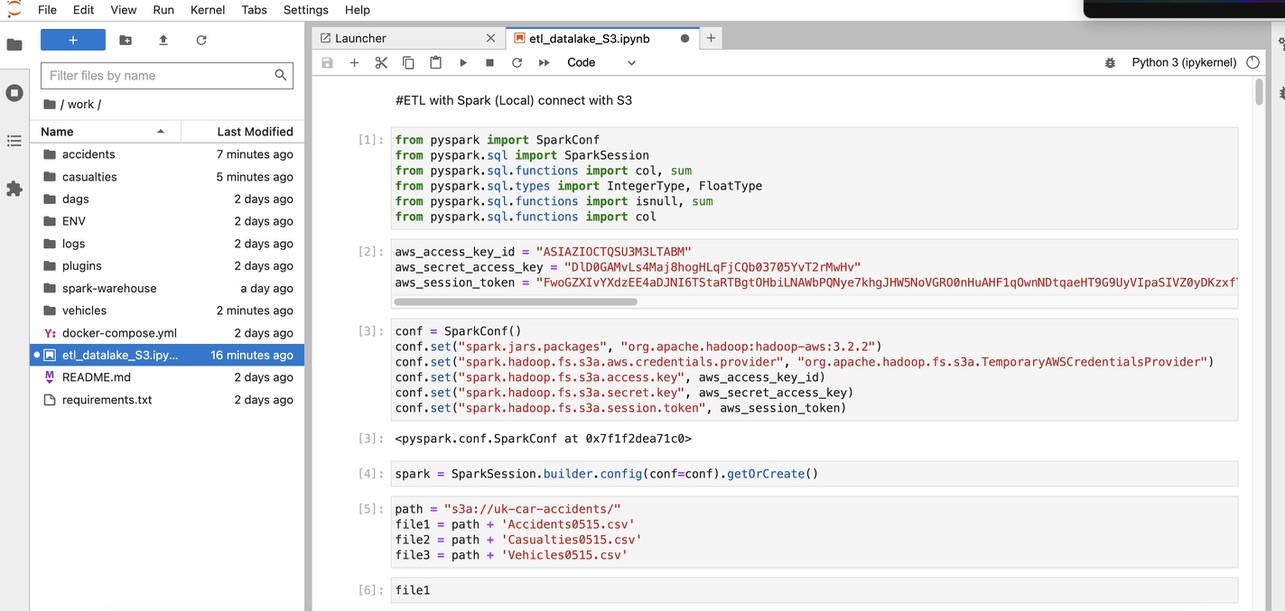 File Edit View Run Kernel Tabs Settings Help
Launcher
etl_datalake_S3.ipynb
Filter files by name
Code
Python 3 (ipykernel)
/ work /
Name Last Modified
accidents 7 minutes ago
casualties 5 minutes ago
dags 2 days ago
ENV 2 days ago
logs 2 days ago
plugins 2 days ago
spark-warehouse a day ago
vehicles 2 minutes ago
Y: docker-compose.yml 2 days ago
etl_datalake_S3.ipy... 16 minutes ago
M README.md 2 days ago
requirements.txt 2 days ago
#ETL with Spark (Local) connect with S3
[1]:
from pyspark import SparkConf
from pyspark.sql import SparkSession
from pyspark.sql.functions import col, sum
from pyspark.sql.types import IntegerType, FloatType
from pyspark.sql.functions import isnull, sum
from pyspark.sql.functions import col
[2]:
aws_access_key_id = "ASIAZIOCTQSU3M3LTABM"
aws_secret_access_key = "DlD0GAMvLs4Maj8hogHLqFjCQb03705YvT2rMwHv"
aws_session_token =
[3]:
conf = SparkConf()
conf.set("spark.jars.packages", "org.apache.hadoop:hadoop-aws:3.2.2")
conf.set("spark.hadoop.fs.s3a.aws.credentials.provider", "org.apache.hadoop.fs.s3a.TemporaryAWSCredentialsProvider")
conf.set("spark.hadoop.fs.s3a.access.key", aws_access_key_id)
conf.set("spark.hadoop.fs.s3a.secret.key", aws_secret_access_key)
conf.set("spark.hadoop.fs.s3a.session.token", aws_session_token)
[3]: <pyspark.conf.SparkConf at 0x7f1f2dea71c0>
[4]: spark = SparkSession.builder.config(conf=conf).getOrCreate()
[5]:
path = "s3a://uk-car-accidents/"
file1 = path + 'Accidents0515.csv'
file2 = path + 'Casualties0515.csv'
file3 = path + 'Vehicles0515.csv'
[6]: file1